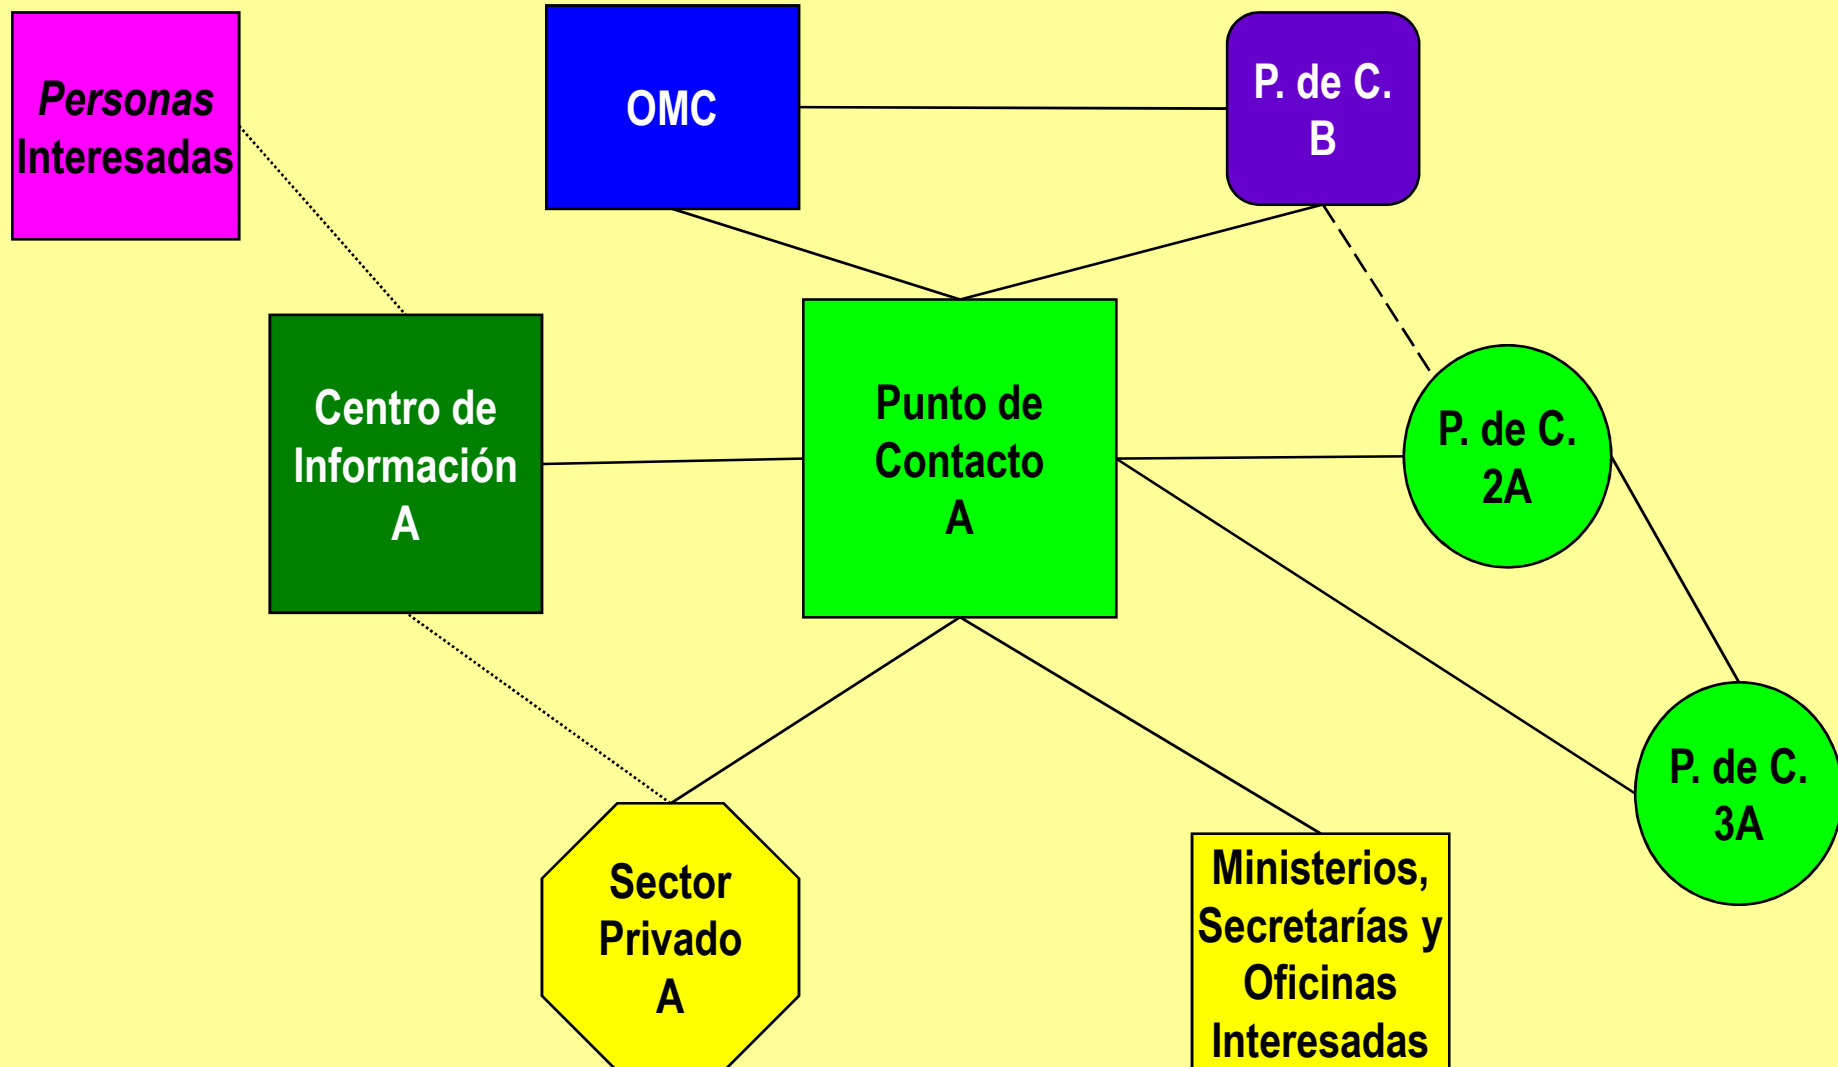 Personas
Interesadas
OMC
P. de C.
B
Centro de
Información
A
Punto de
Contacto
A
P. de C.
2A
P. de C.
3A
Sector
Privado
A
Ministerios,
Secretarías y
Oficinas
Interesadas